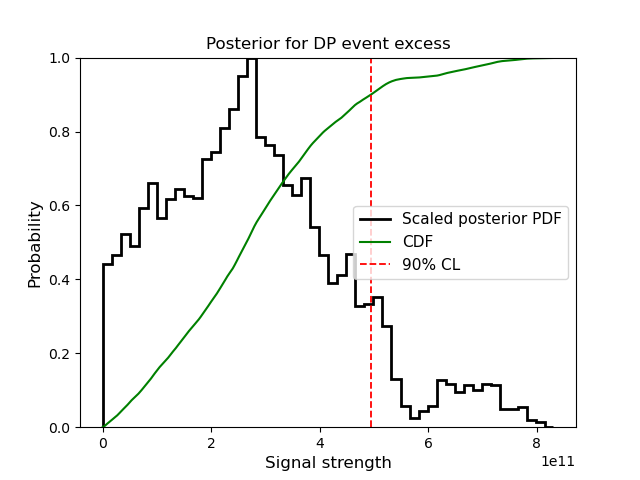 Posterior for DP event excess
Probability
1.0
0.8
0.6
0.4
0.2
0.0
Scaled posterior PDF
CDF
90% CL
0
2
4
6
8
1e11
Signal strength